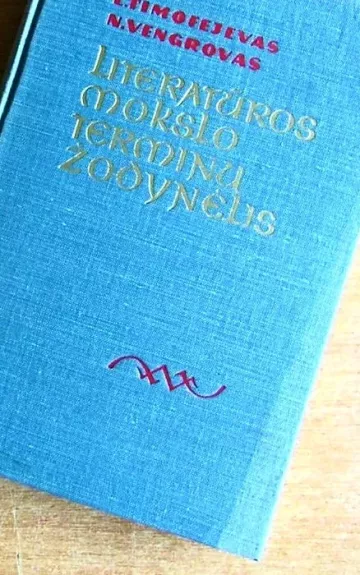 L. TIMOFEJEVAS
N. VENGROVAS
LITERATŪROS
MOKSLO
TERMINŲ
ŽODYNĖLIS